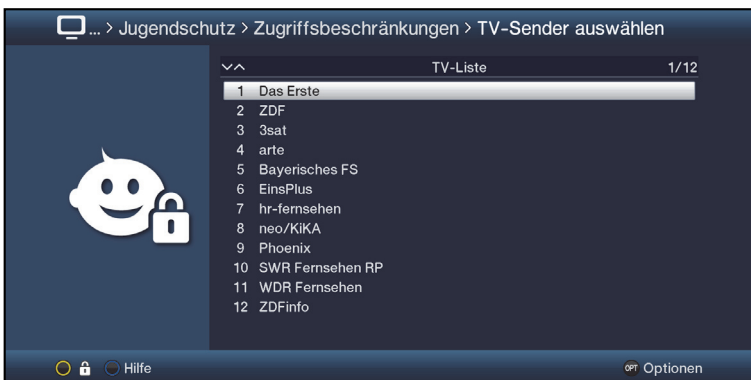 ... > Jugendschutz > Zugriffsbeschränkungen > TV-Sender auswählen
TV-Liste 1/12
1 Das Erste
2 ZDF
3 3sat
4 arte
5 Bayerisches FS
6 EinsPlus
7 hr-fernsehen
8 neo/KiKA
9 Phoenix
10 SWR Fernsehen RP
11 WDR Fernsehen
12 ZDFinfo
Hilfe OPT Optionen